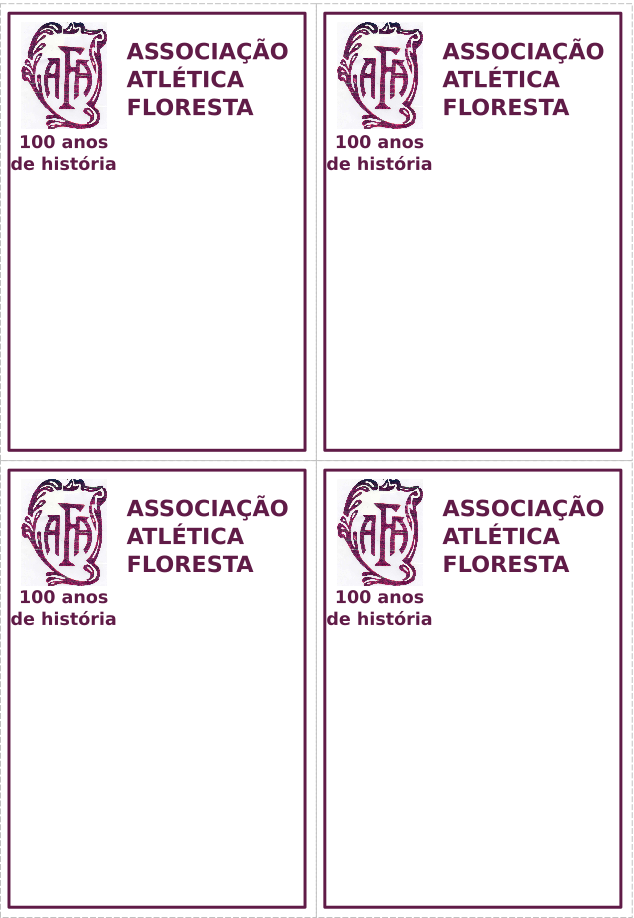 AFA
ASSOCIAÇÃO
ATLÉTICA
FLORESTA
100 anos
de história
AFA
ASSOCIAÇÃO
ATLÉTICA
FLORESTA
100 anos
de história
AFA
ASSOCIAÇÃO
ATLÉTICA
FLORESTA
100 anos
de história
AFA
ASSOCIAÇÃO
ATLÉTICA
FLORESTA
100 anos
de história